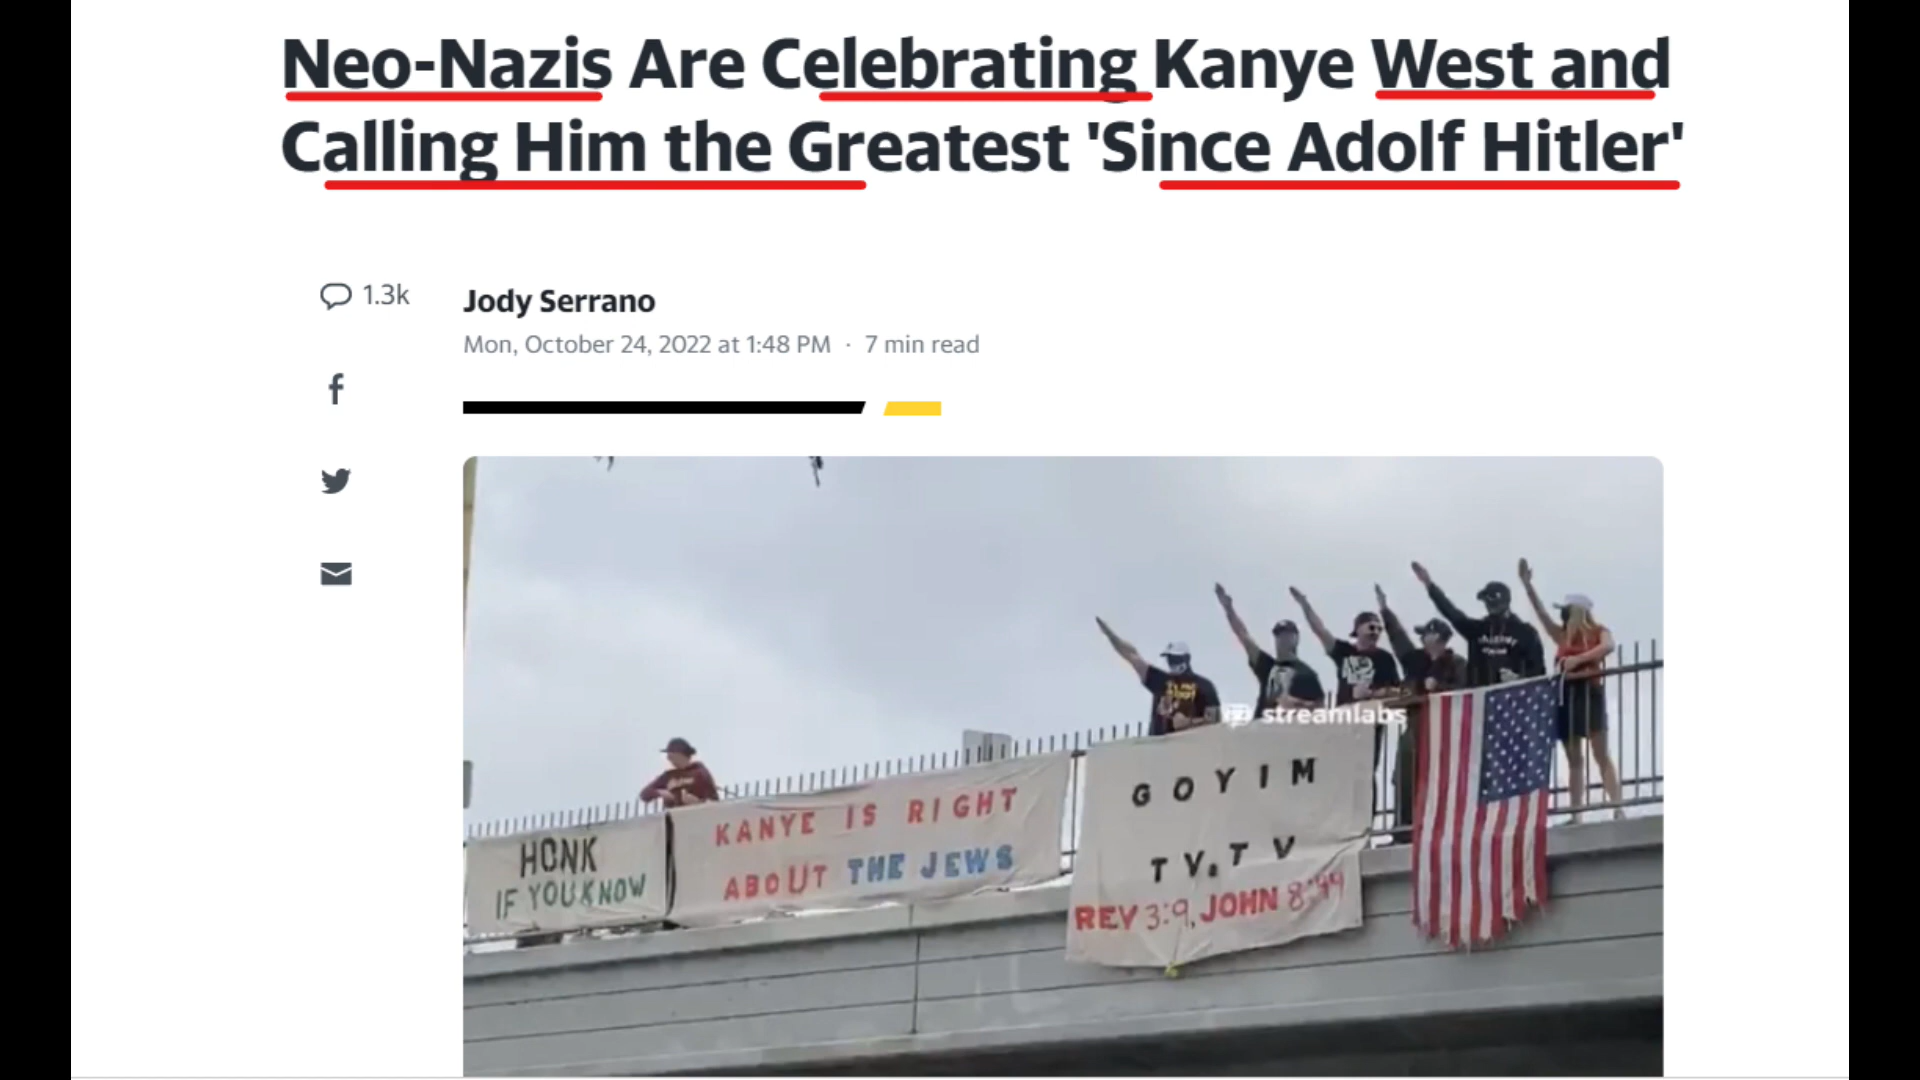 Neo-Nazis Are Celebrating Kanye West and
Calling Him the Greatest 'Since Adolf Hitler'
1.3k
Jody Serrano
Mon, October 24, 2022 at 1:48 PM · 7 min read
streamlabs
HONK
IF YOU KNOW
KANYE IS RIGHT
ABOUT THE JEWS
GOYIM
TV.TV
REV 3:9, JOHN 8:44